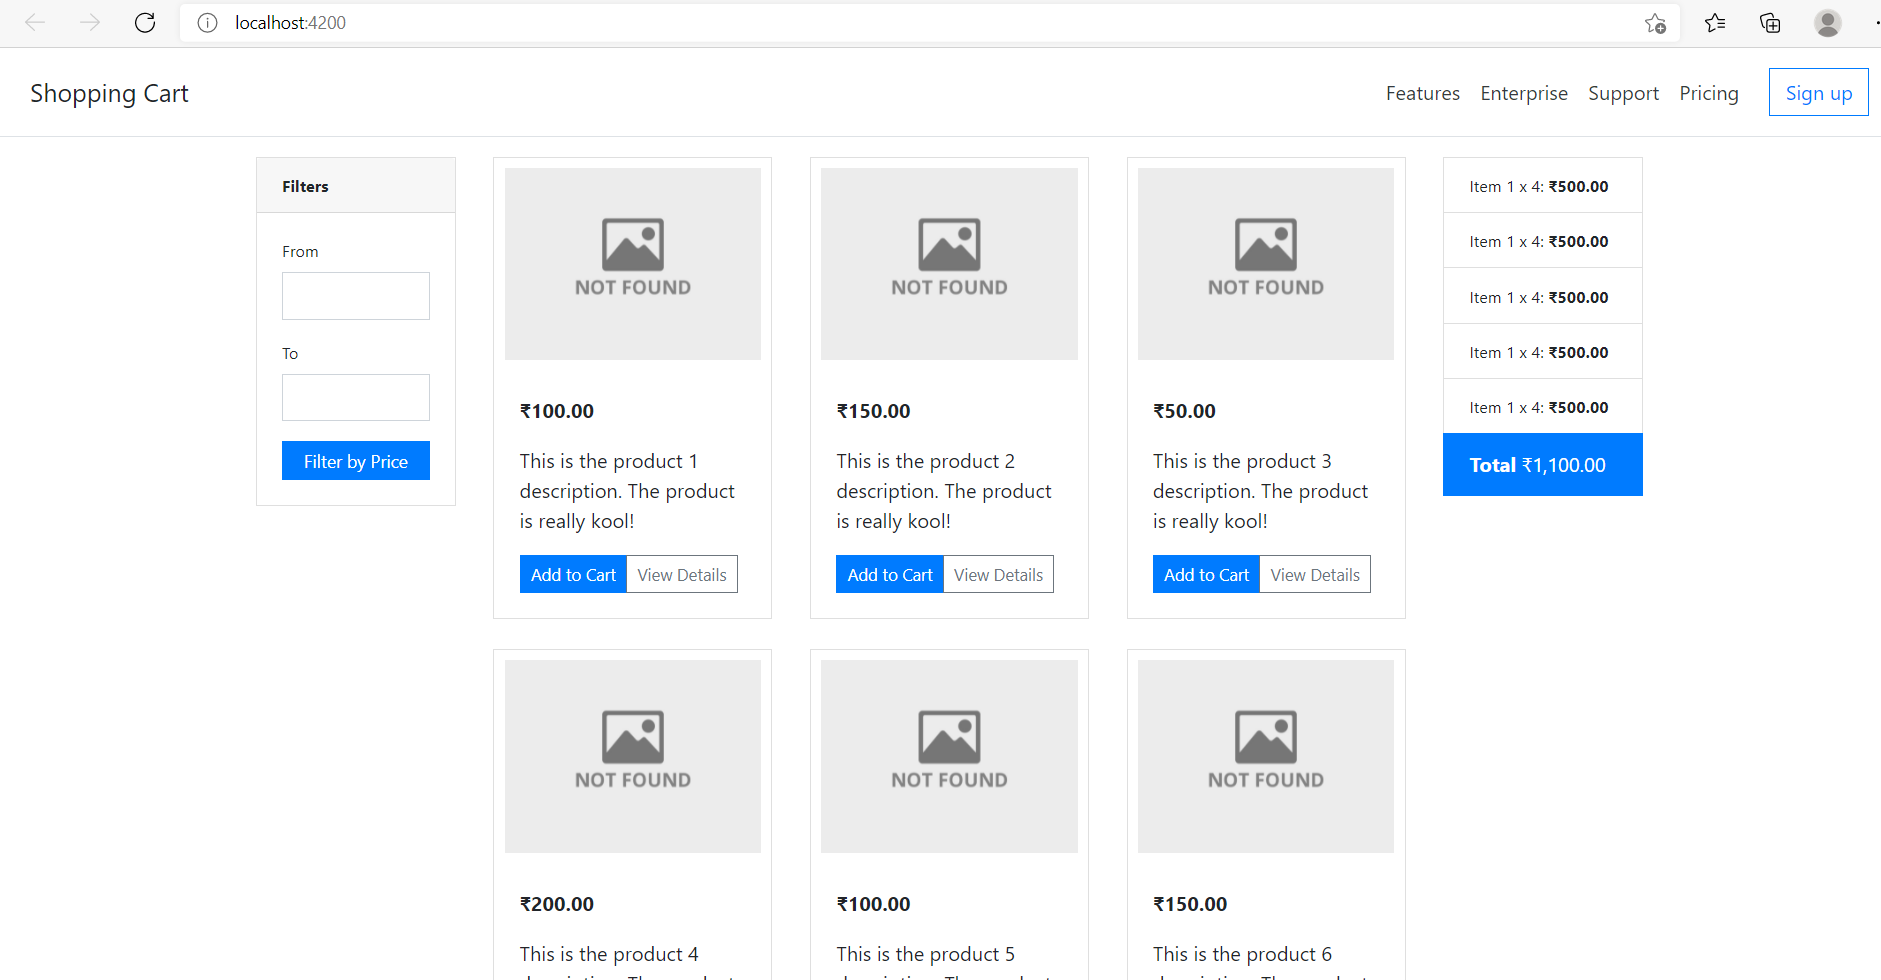 localhost:4200
Shopping Cart
Features Enterprise Support Pricing Sign up
Filters
From
To
Filter by Price
NOT FOUND
₹100.00
This is the product 1
description. The product
is really kool!
Add to Cart View Details
NOT FOUND
₹150.00
This is the product 2
description. The product
is really kool!
Add to Cart View Details
NOT FOUND
₹50.00
This is the product 3
description. The product
is really kool!
Add to Cart View Details
Item 1 x 4: ₹500.00
Item 1 x 4: ₹500.00
Item 1 x 4: ₹500.00
Item 1 x 4: ₹500.00
Item 1 x 4: ₹500.00
Total ₹1,100.00
NOT FOUND
₹200.00
This is the product 4
NOT FOUND
₹100.00
This is the product 5
NOT FOUND
₹150.00
This is the product 6